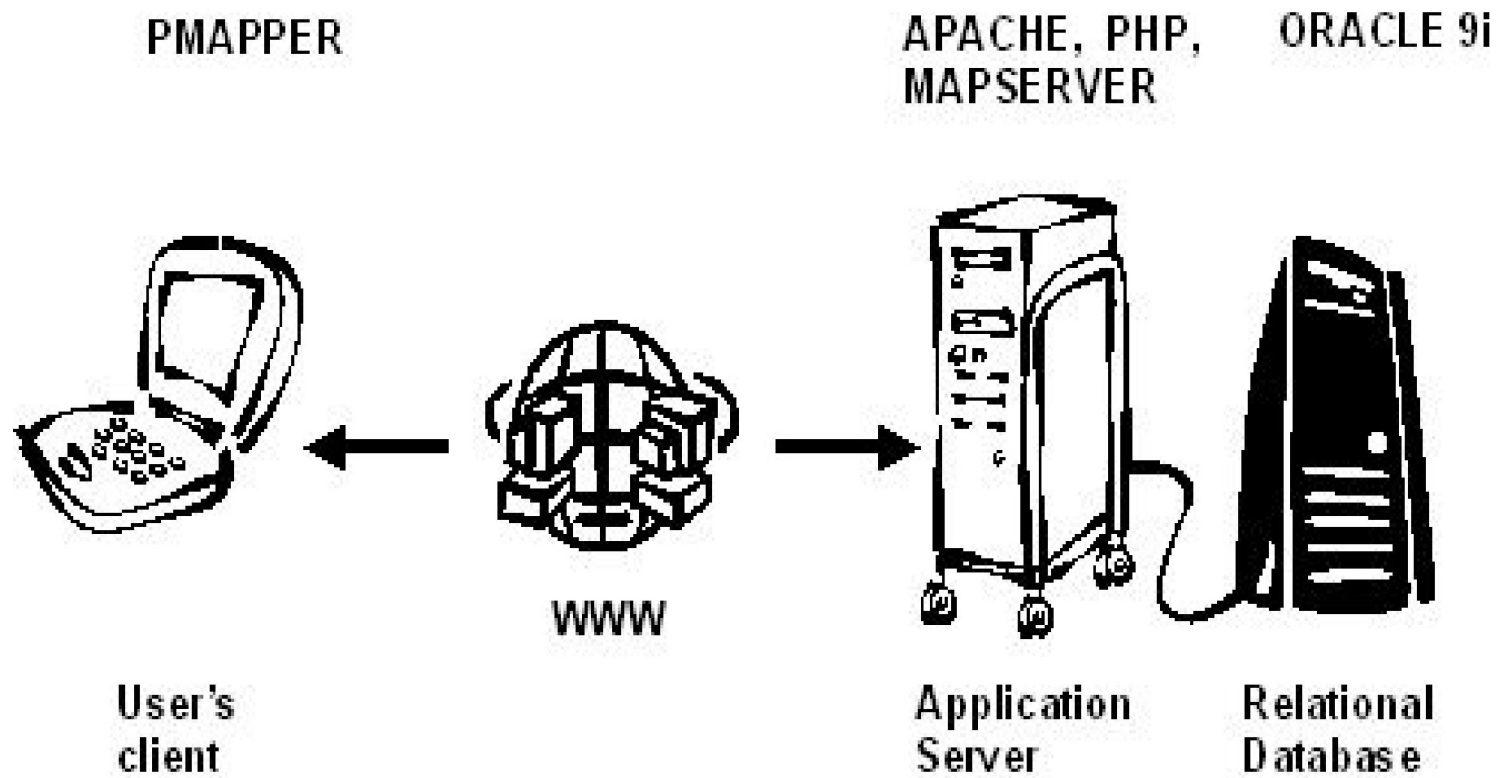 PMAPPER
APACHE, PHP,
MAPSERVER
ORACLE 9i
WWW
User's
client
Application
Server
Relational
Database